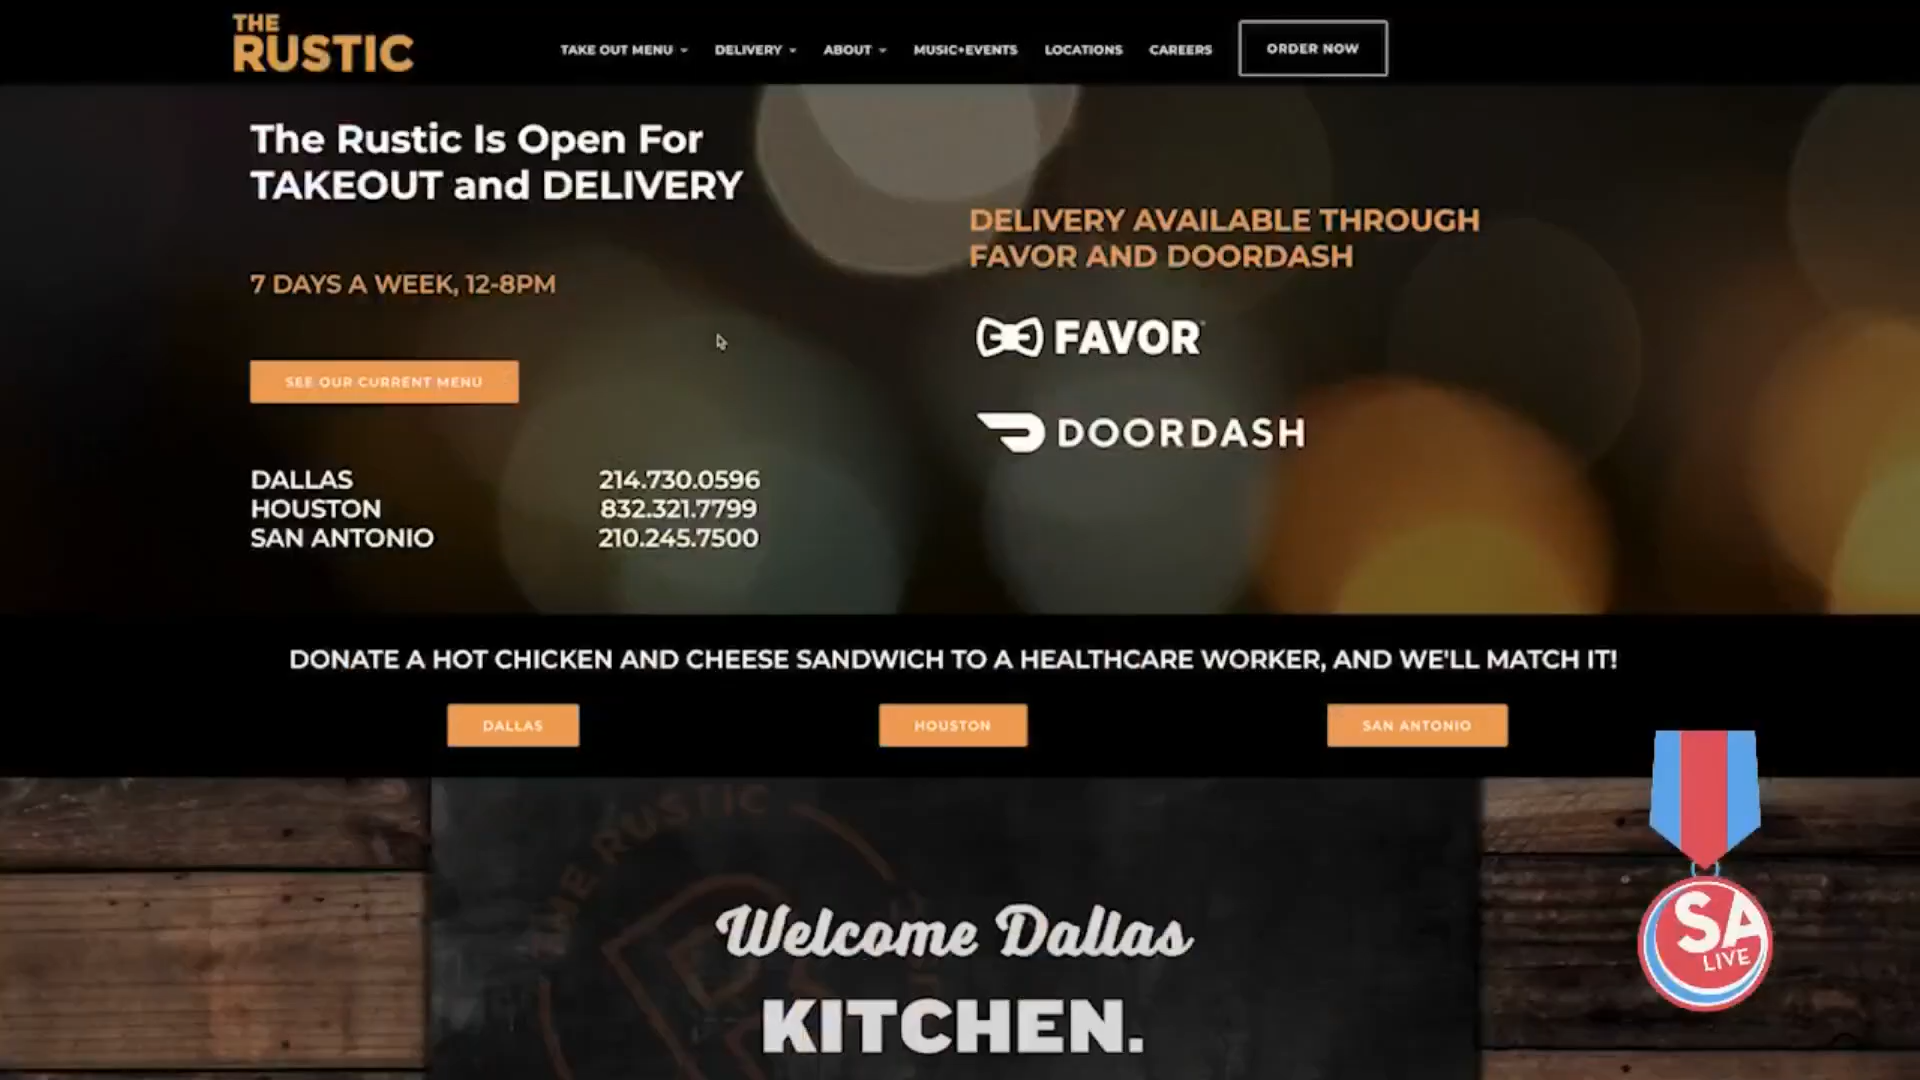 THE
RUSTIC
TAKE OUT MENU
DELIVERY
ABOUT
MUSIC+EVENTS
LOCATIONS
CAREERS
ORDER NOW
The Rustic Is Open For
TAKEOUT and DELIVERY
7 DAYS A WEEK, 12-8PM
SEE OUR CURRENT MENU
DALLAS 214.730.0596
HOUSTON 832.321.7799
SAN ANTONIO 210.245.7500
DELIVERY AVAILABLE THROUGH
FAVOR AND DOORDASH
FAVOR
DOORDASH
DONATE A HOT CHICKEN AND CHEESE SANDWICH TO A HEALTHCARE WORKER, AND WE'LL MATCH IT!
DALLAS
HOUSTON
SAN ANTONIO
THE RUSTIC
Welcome Dallas
KITCHEN.
SA
LIVE